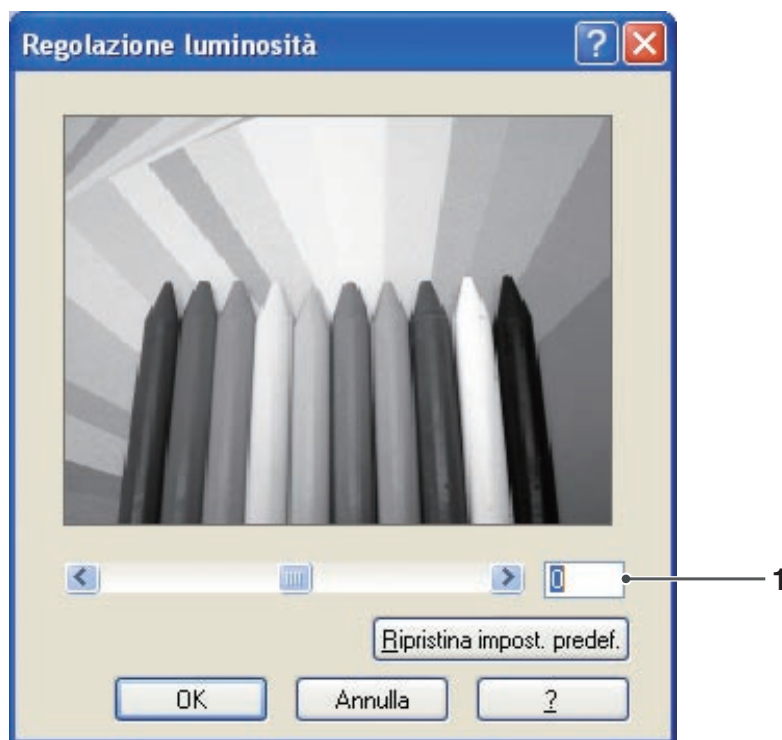 Regolazione luminosità
0
1
Ripristina impost. predef.
OK Annulla ?